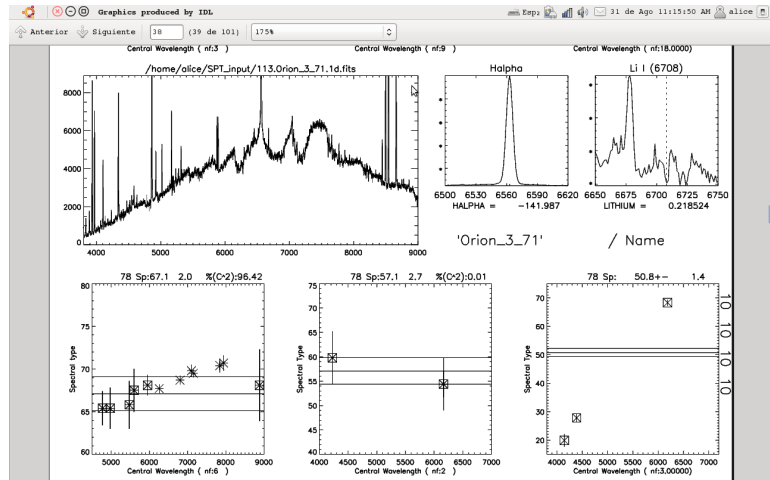 Graphics produced by IDL
Esp:
31 de Ago 11:15:50 AM
alice
Anterior
Siguiente
38
(39 de 101)
175%
Central Wavelength ( nf:3 )
Central Wavelength ( nf:9 )
Central Wavelength ( nf:18.0000)
/home/alice/SPT_input/113.Orion_3_71.1d.fits
8000
6000
4000
2000
0
4000 5000 6000 7000 8000 9000
Halpha
6500 6530 6560 6590 6620
HALPHA = -141.987
Li I (6708)
6650 6675 6700 6725 6750
LITHIUM = 0.218524
'Orion_3_71' / Name
78 Sp:67.1 2.0 %(C^2):96.42
Spectral Type
80
75
70
65
60
5000 6000 7000 8000 9000
Central Wavelength ( nf:6 )
78 Sp:57.1 2.7 %(C^2):0.01
Spectral Type
75
70
65
60
55
50
45
40
4000 4500 5000 5500 6000 6500 7000
Central Wavelength ( nf:2 )
78 Sp: 50.8+- 1.4
Spectral Type
70
60
50
40
30
20
4000 4500 5000 5500 6000 6500 7000
Central Wavelength ( nf:3.00000)
10 10 10 10